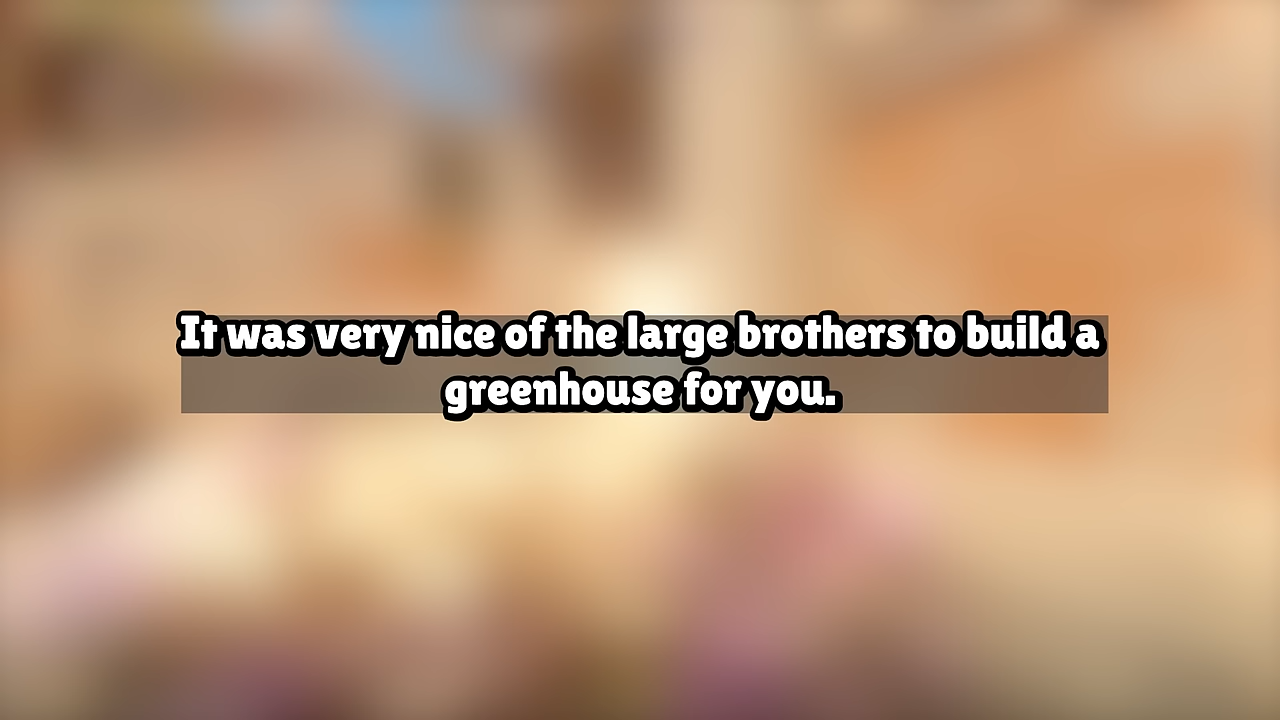 It was very nice of the large brothers to build a
greenhouse for you.